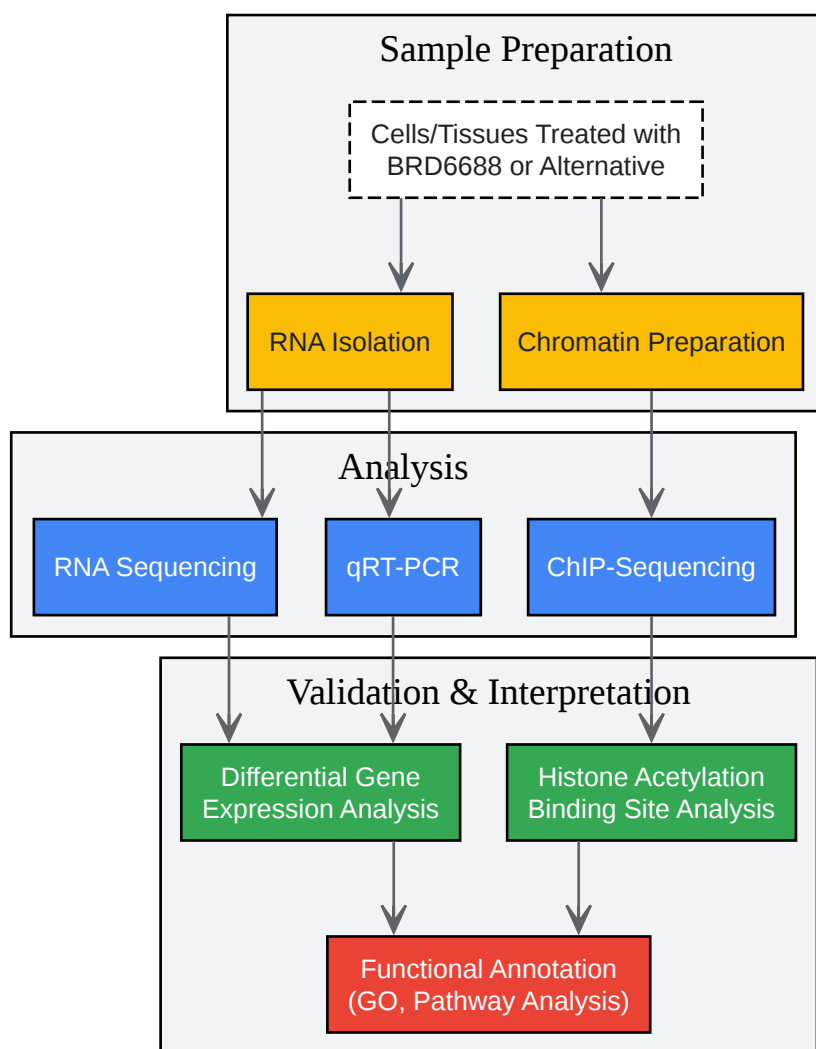 Sample Preparation
Cells/Tissues Treated with
BRD6688 or Alternative
RNA Isolation
Chromatin Preparation
Analysis
RNA Sequencing
qRT-PCR
ChIP-Sequencing
Validation & Interpretation
Differential Gene
Expression Analysis
Histone Acetylation
Binding Site Analysis
Functional Annotation
(GO, Pathway Analysis)